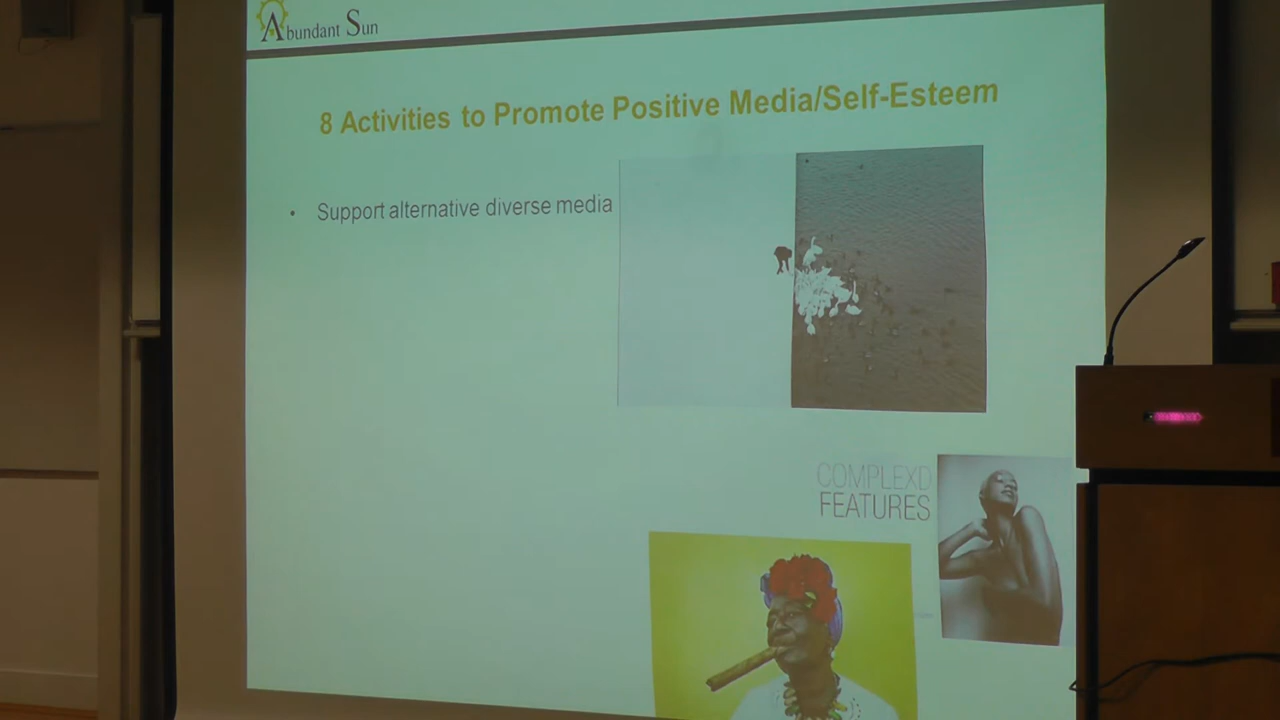 Abundant Sun
8 Activities to Promote Positive Media/Self-Esteem
• Support alternative diverse media
COMPLEXD
FEATURES